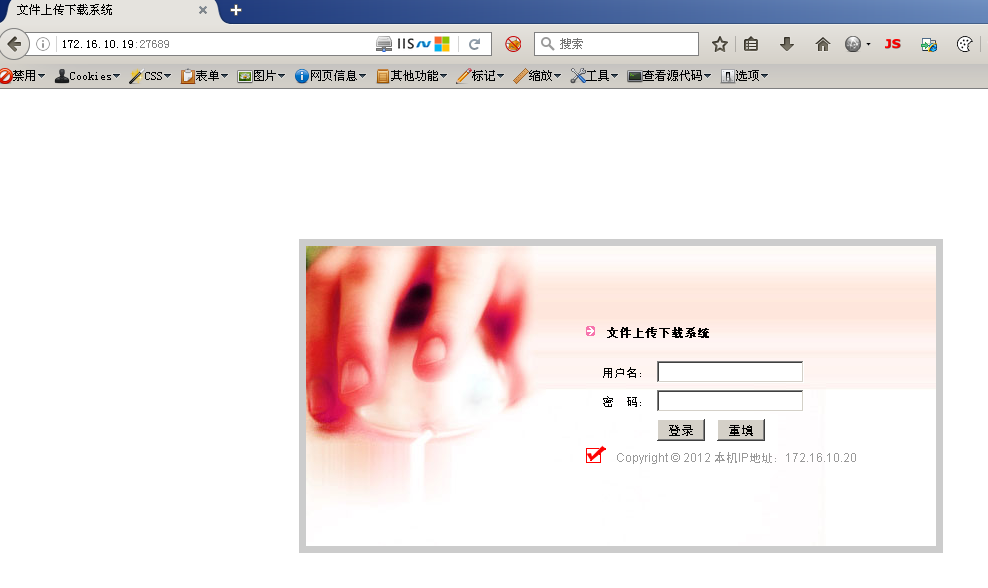 文件上传下载系统
172.16.10.19:27689
IIS
搜索
JS
禁用 Cookies CSS 表单 图片 网页信息 其他功能 标记 缩放 工具 查看源代码 选项
文件上传下载系统
用户名:
密 码:
登录 重填
Copyright © 2012 本机IP地址：172.16.10.20